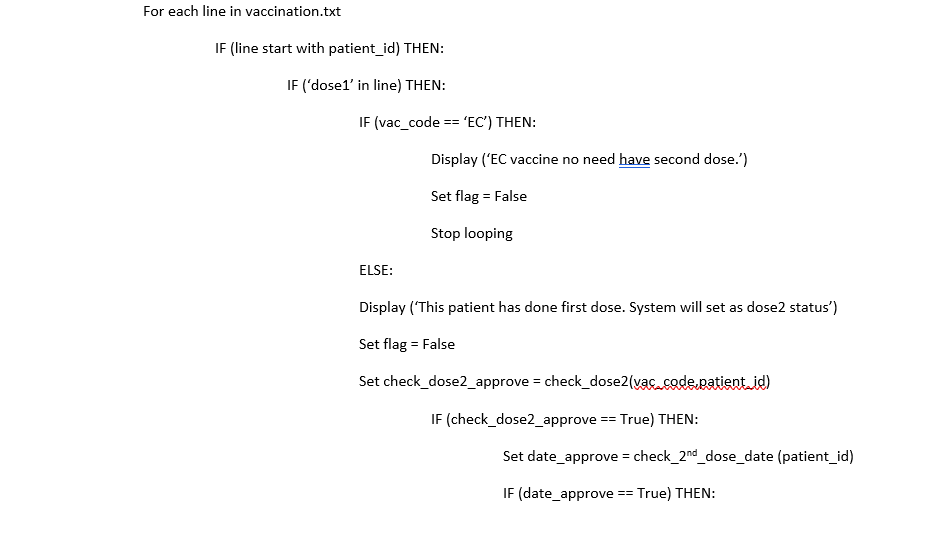 For each line in vaccination.txt
IF (line start with patient_id) THEN:
IF (‘dose1’ in line) THEN:
IF (vac_code == ‘EC’) THEN:
Display (‘EC vaccine no need have second dose.’)
Set flag = False
Stop looping
ELSE:
Display (‘This patient has done first dose. System will set as dose2 status’)
Set flag = False
Set check_dose2_approve = check_dose2(vac_code,patient_id)
IF (check_dose2_approve == True) THEN:
Set date_approve = check_2nd_dose_date (patient_id)
IF (date_approve == True) THEN: